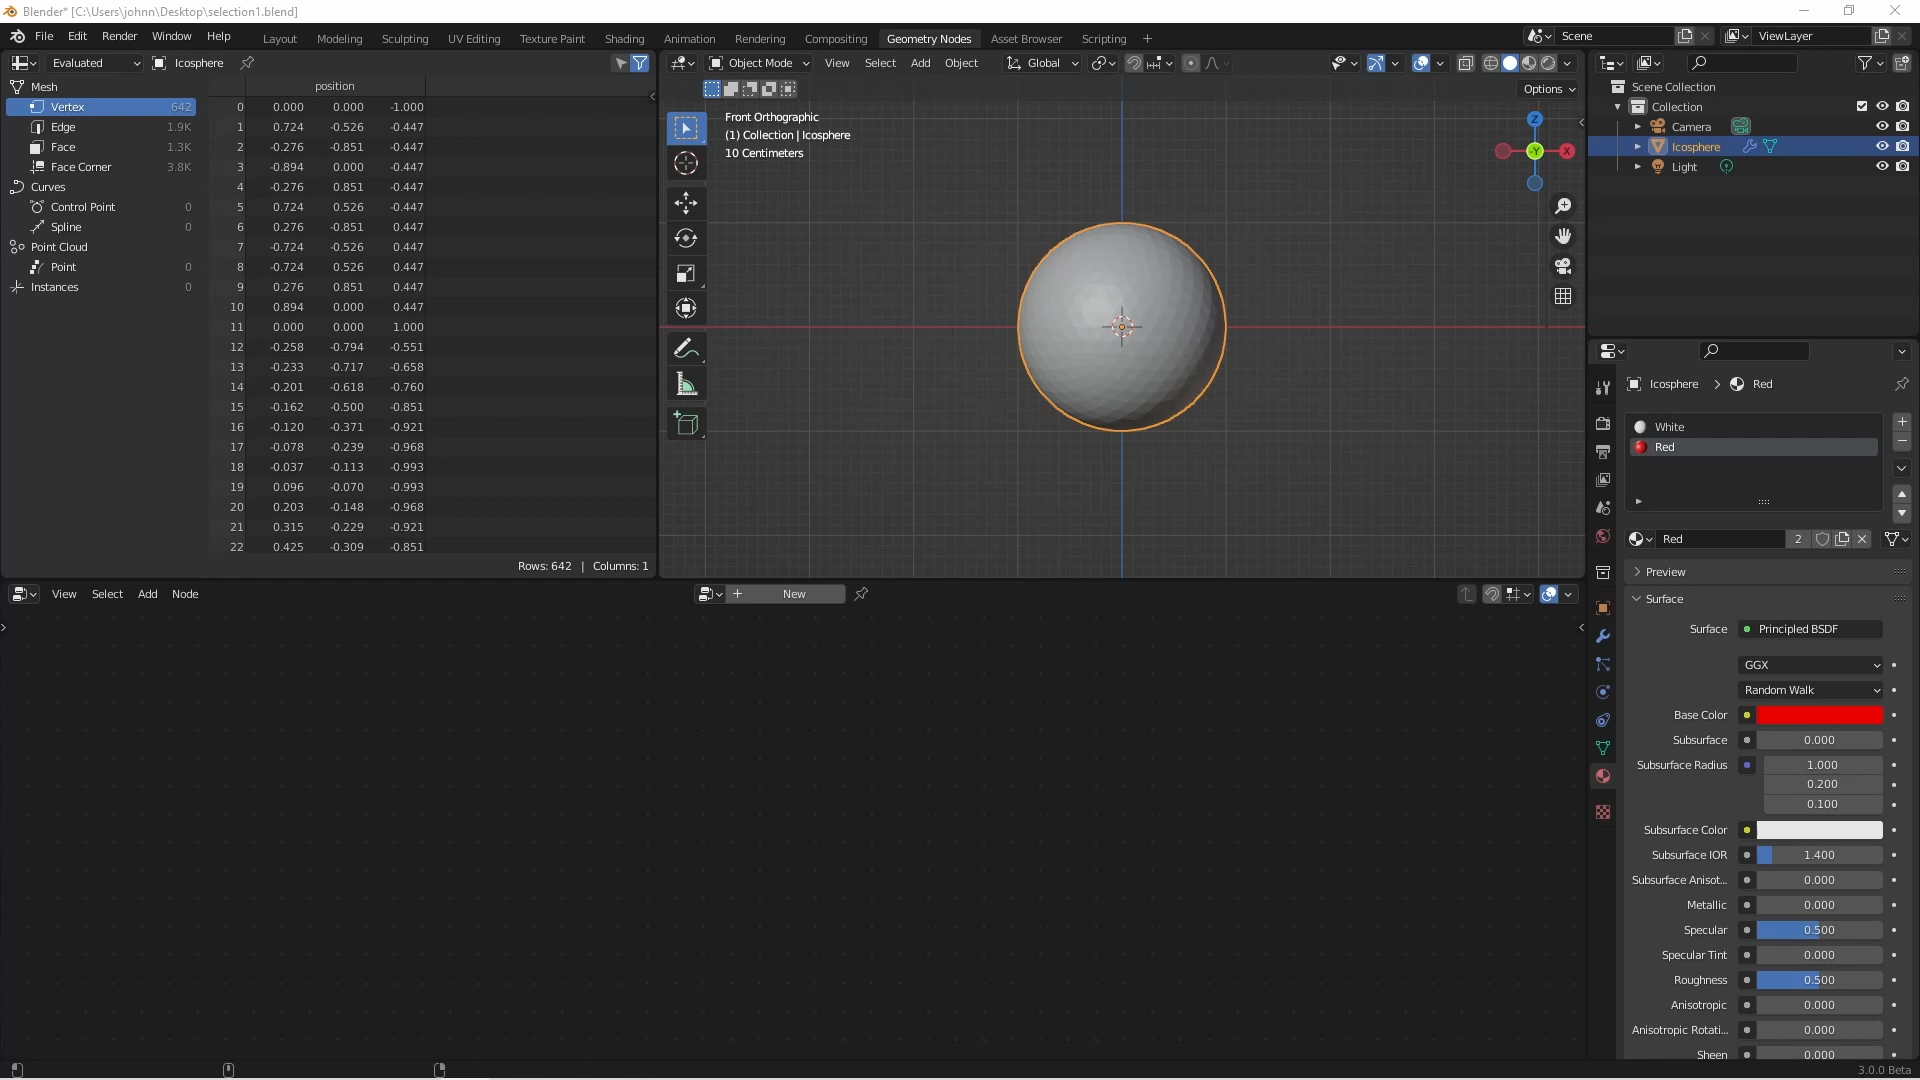 Blender* [C:\Users\johnn\Desktop\selection1.blend]
File Edit Render Window Help Layout Modeling Sculpting UV Editing Texture Paint Shading Animation Rendering Compositing Geometry Nodes Asset Browser Scripting + Scene ViewLayer
Evaluated Icosphere
position
Mesh
Vertex 642
Edge 1.9K
Face 1.3K
Face Corner 3.8K
Curves
Control Point 0
Spline 0
Point Cloud
Point 0
Instances 0
0 0.000 0.000 -1.000
1 0.724 -0.526 -0.447
2 -0.276 -0.851 -0.447
3 -0.894 0.000 -0.447
4 -0.276 0.851 -0.447
5 0.724 0.526 -0.447
6 0.276 -0.851 0.447
7 -0.724 -0.526 0.447
8 -0.724 0.526 0.447
9 0.276 0.851 0.447
10 0.894 0.000 0.447
11 0.000 0.000 1.000
12 -0.258 -0.794 -0.551
13 -0.233 -0.717 -0.658
14 -0.201 -0.618 -0.760
15 -0.162 -0.500 -0.851
16 -0.120 -0.371 -0.921
17 -0.078 -0.239 -0.968
18 -0.037 -0.113 -0.993
19 0.096 -0.070 -0.993
20 0.203 -0.148 -0.968
21 0.315 -0.229 -0.921
22 0.425 -0.309 -0.851
Rows: 642 | Columns: 1
Object Mode View Select Add Object Global
Options
Front Orthographic
(1) Collection | Icosphere
10 Centimeters
Z
-Y
X
Scene Collection
Collection
Camera
Icosphere
Light
Icosphere > Red
White
Red
Red 2
Preview
Surface
Surface Principled BSDF
GGX
Random Walk
Base Color
Subsurface 0.000
Subsurface Radius 1.000
0.200
0.100
Subsurface Color
Subsurface IOR 1.400
Subsurface Anisot... 0.000
Metallic 0.000
Specular 0.500
Specular Tint 0.000
Roughness 0.500
Anisotropic 0.000
Anisotropic Rotati... 0.000
Sheen 0.000
View Select Add Node + New
3.0.0 Beta